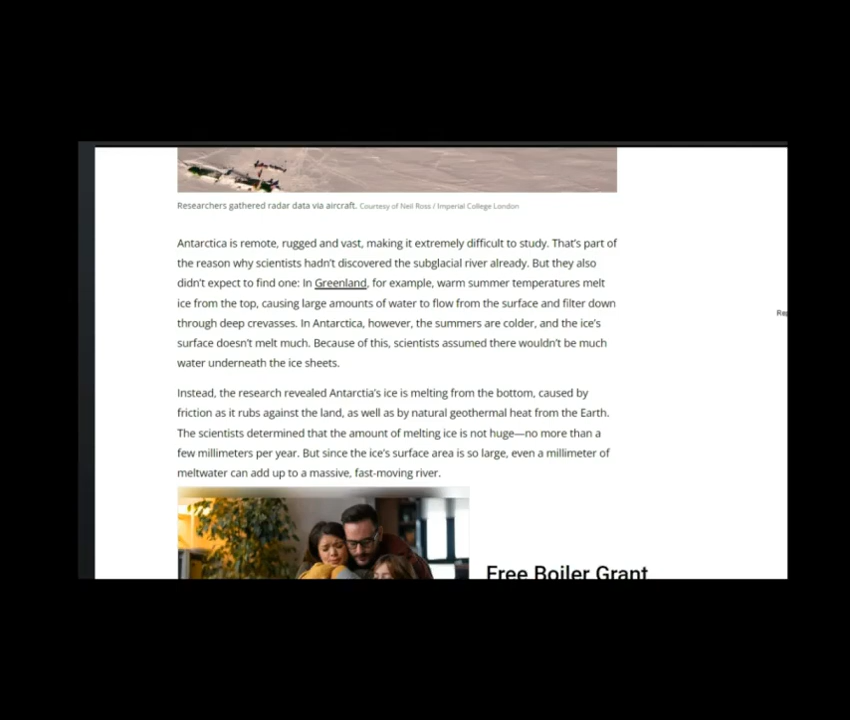 Researchers gathered radar data via aircraft. Courtesy of Neil Ross / Imperial College London
Antarctica is remote, rugged and vast, making it extremely difficult to study. That's part of
the reason why scientists hadn't discovered the subglacial river already. But they also
didn't expect to find one: In Greenland, for example, warm summer temperatures melt
ice from the top, causing large amounts of water to flow from the surface and filter down
through deep crevasses. In Antarctica, however, the summers are colder, and the ice's
surface doesn't melt much. Because of this, scientists assumed there wouldn't be much
water underneath the ice sheets.
Instead, the research revealed Antarctia's ice is melting from the bottom, caused by
friction as it rubs against the land, as well as by natural geothermal heat from the Earth.
The scientists determined that the amount of melting ice is not huge—no more than a
few millimeters per year. But since the ice's surface area is so large, even a millimeter of
meltwater can add up to a massive, fast-moving river.
Free Boiler Grant